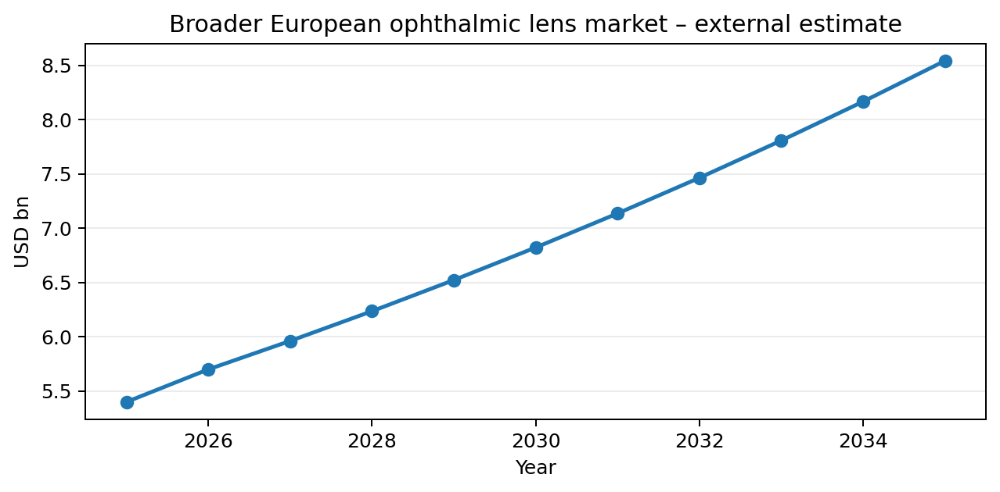 Broader European ophthalmic lens market – external estimate
8.5
8.0
7.5
7.0
6.5
6.0
5.5
USD bn
2026 2028 2030 2032 2034
Year